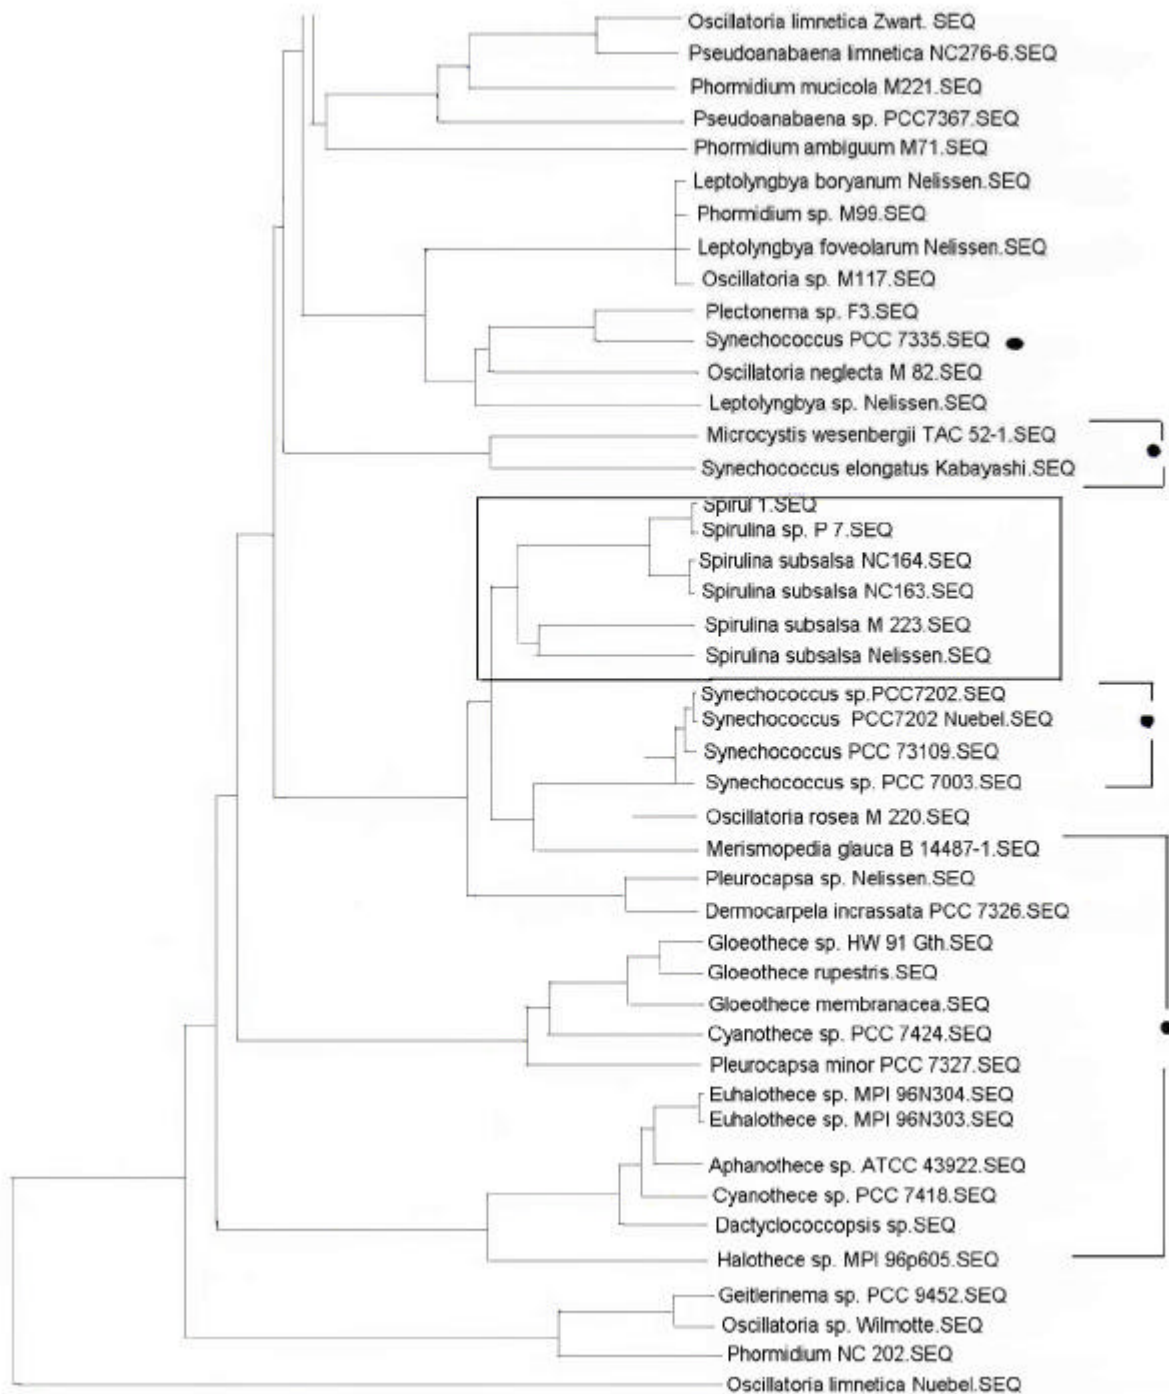 Oscillatoria limnetica Zwart. SEQ
Pseudoanabaena limnetica NC276-6.SEQ
Phormidium mucicola M221.SEQ
Pseudoanabaena sp. PCC7367.SEQ
Phormidium ambiguum M71.SEQ
Leptolyngbya boryanum Nelissen.SEQ
Phormidium sp. M99.SEQ
Leptolyngbya foveolarum Nelissen.SEQ
Oscillatoria sp. M117.SEQ
Plectonema sp. F3.SEQ
Synechococcus PCC 7335.SEQ
Oscillatoria neglecta M 82.SEQ
Leptolyngbya sp. Nelissen.SEQ
Microcystis wesenbergii TAC 52-1.SEQ
Synechococcus elongatus Kabayashi.SEQ
Spirul 1.SEQ
Spirulina sp. P 7.SEQ
Spirulina subsalsa NC164.SEQ
Spirulina subsalsa NC163.SEQ
Spirulina subsalsa M 223.SEQ
Spirulina subsalsa Nelissen.SEQ
Synechococcus sp.PCC7202.SEQ
Synechococcus PCC7202 Nuebel.SEQ
Synechococcus PCC 73109.SEQ
Synechococcus sp. PCC 7003.SEQ
Oscillatoria rosea M 220.SEQ
Merismopedia glauca B 14487-1.SEQ
Pleurocapsa sp. Nelissen.SEQ
Dermocarpela incrassata PCC 7326.SEQ
Gloeothece sp. HW 91 Gth.SEQ
Gloeothece rupestris.SEQ
Gloeothece membranacea.SEQ
Cyanothece sp. PCC 7424.SEQ
Pleurocapsa minor PCC 7327.SEQ
Euhalothece sp. MPI 96N304.SEQ
Euhalothece sp. MPI 96N303.SEQ
Aphanothece sp. ATCC 43922.SEQ
Cyanothece sp. PCC 7418.SEQ
Dactyclococcopsis sp.SEQ
Halothece sp. MPI 96p605.SEQ
Geitlerinema sp. PCC 9452.SEQ
Oscillatoria sp. Wilmotte.SEQ
Phormidium NC 202.SEQ
Oscillatoria limnetica Nuebel.SEQ